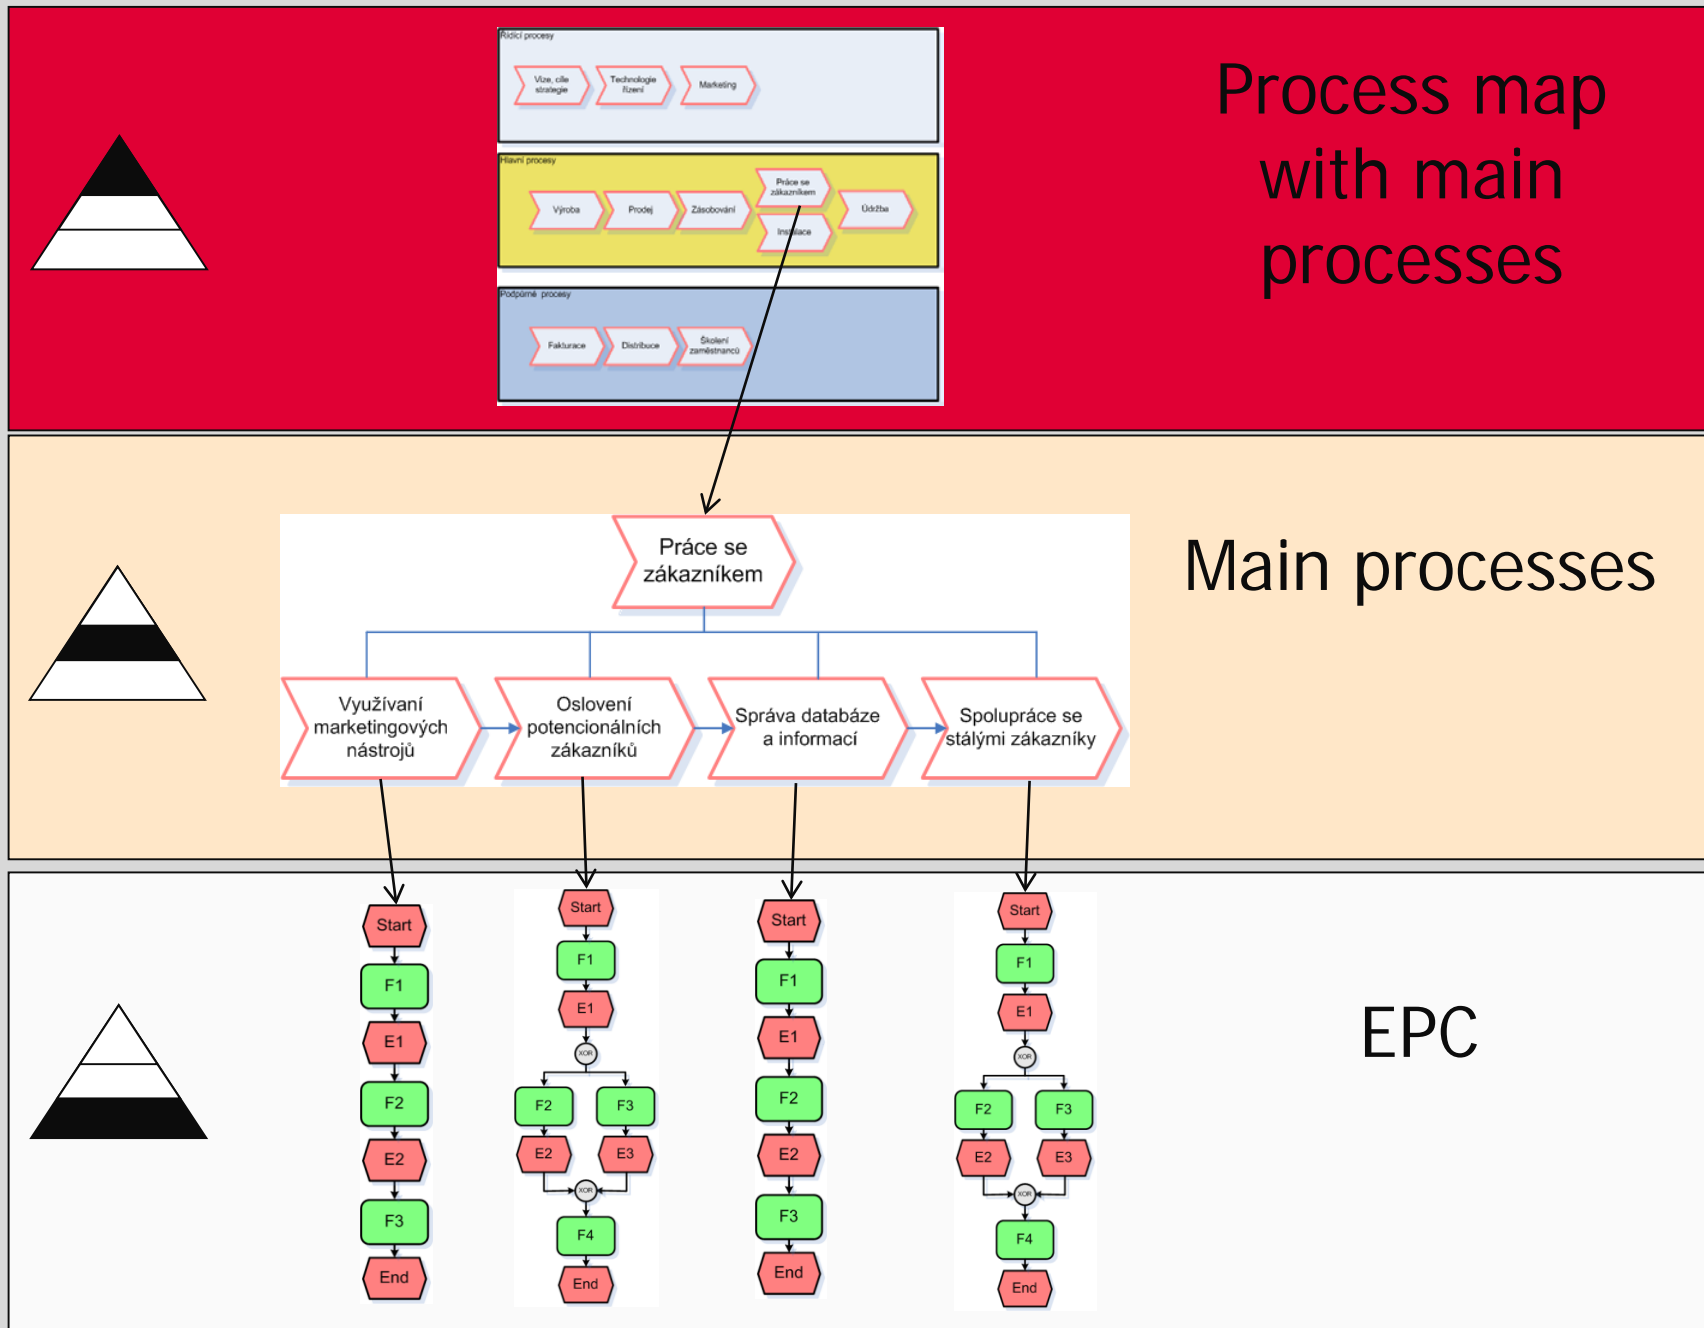 Process map
with main
processes
Řídící procesy
Vize, cíle
strategie
Technologie
řízení
Marketing
Hlavní procesy
Výroba
Prodej
Zásobování
Práce se
zákazníkem
Instalace
Údržba
Podpůrné procesy
Fakturace
Distribuce
Školení
zaměstnanců
Main processes
Práce se
zákazníkem
Využívaní
marketingových
nástrojů
Oslovení
potencionálních
zákazníků
Správa databáze
a informací
Spolupráce se
stálými zákazníky
EPC
Start
F1
E1
F2
E2
F3
End
Start
F1
E1
XOR
F2
F3
E2
E3
XOR
F4
End
Start
F1
E1
F2
E2
F3
End
Start
F1
E1
XOR
F2
F3
E2
E3
XOR
F4
End